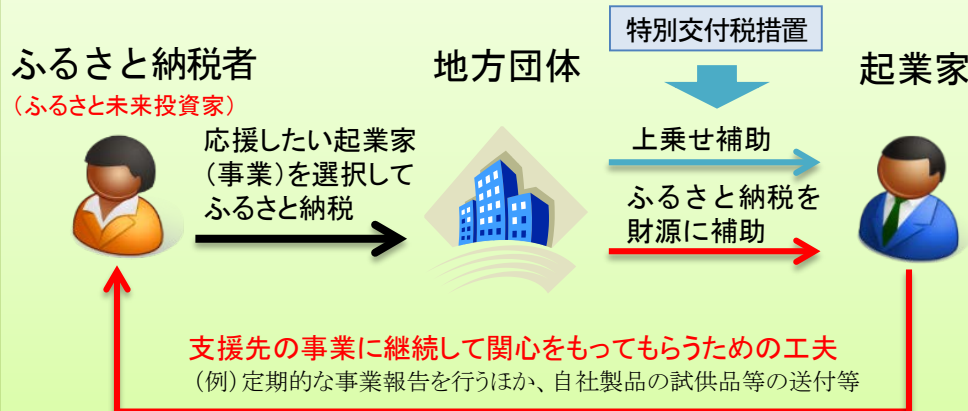 特別交付税措置
ふるさと納税者
(ふるさと未来投資家)
地方団体
起業家
応援したい起業家
(事業)を選択して
ふるさと納税
上乗せ補助
ふるさと納税を
財源に補助
支援先の事業に継続して関心をもってもらうための工夫
(例)定期的な事業報告を行うほか、自社製品の試供品等の送付等